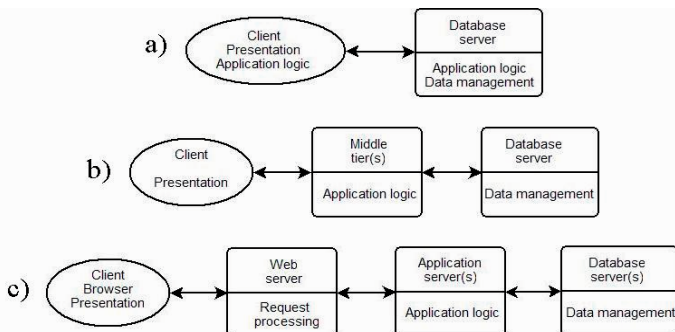 a)
Client
Presentation
Application logic
Database
server
Application logic
Data management
b)
Client
Presentation
Middle
tier(s)
Application logic
Database
server
Data management
c)
Client
Browser
Presentation
Web
server
Request
processing
Application
server(s)
Application logic
Database
server(s)
Data management